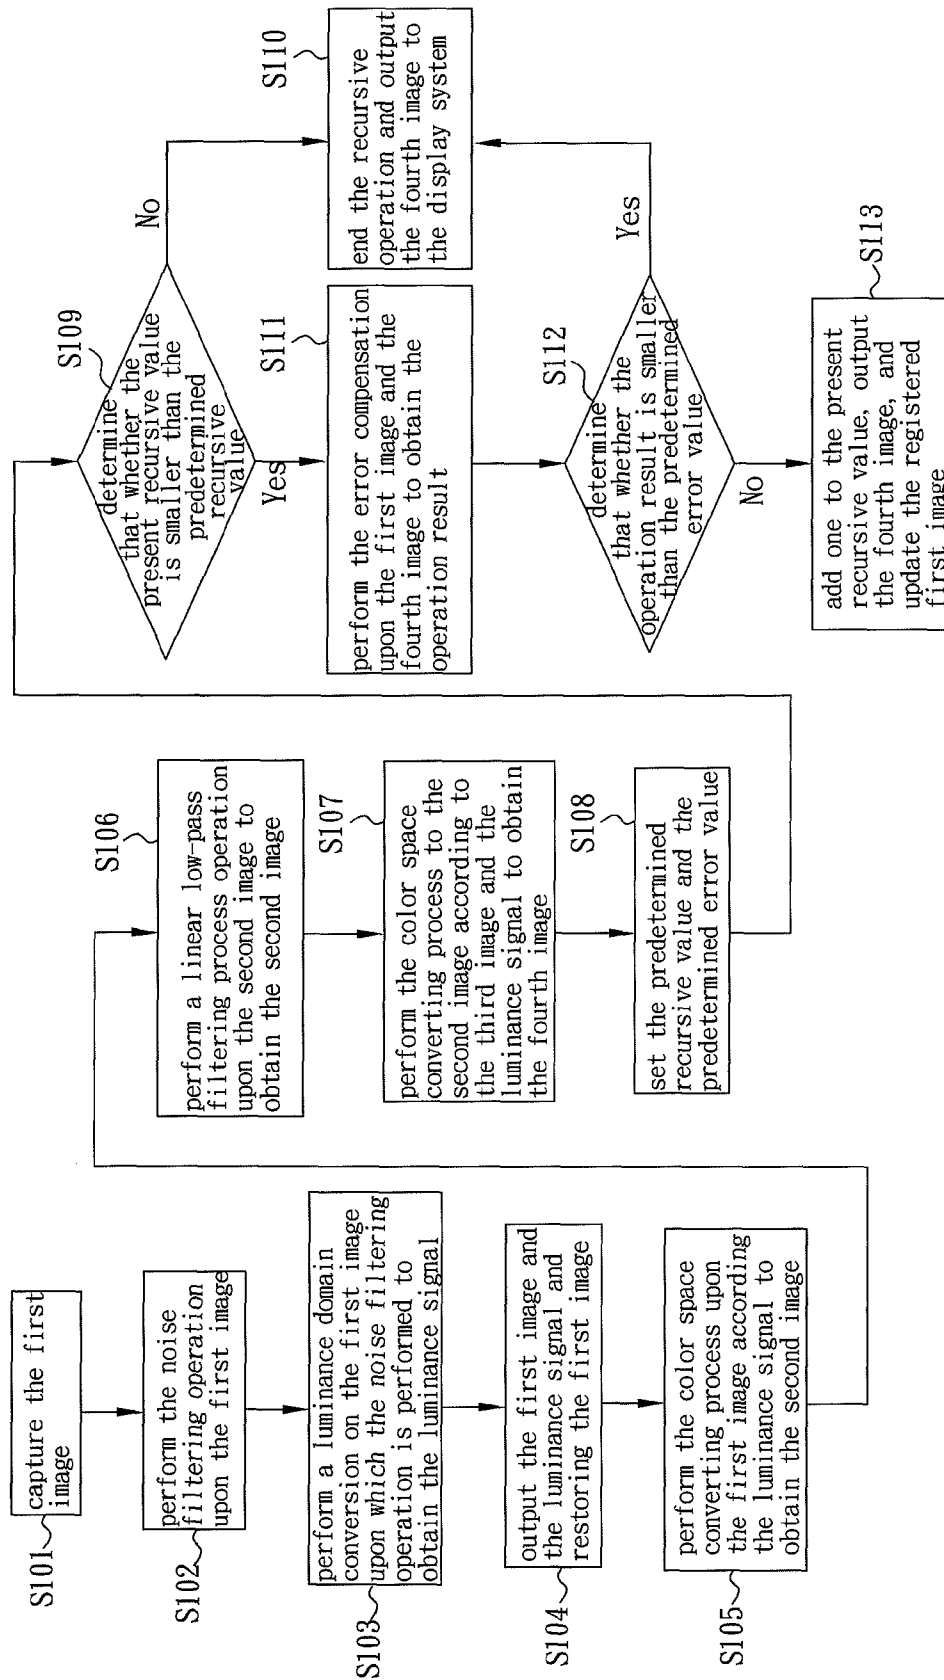 S101
capture the first
image
S102
perform the noise
filtering operation
upon the first image
S103
perform a luminance domain
conversion on the first image
upon which the noise filtering
operation is performed to
obtain the luminance signal
S104
output the first image and
the luminance signal and
restoring the first image
S105
perform the color space
converting process upon
the first image according
the luminance signal to
obtain the second image
S106
perform a linear low-pass
filtering process operation
upon the second image to
obtain the second image
S107
perform the color space
converting process to the
second image according to
the third image and the
luminance signal to obtain
the fourth image
S108
set the predetermined
recursive value and the
predetermined error value
S109
determine
that whether the
present recursive value
is smaller than the
predetermined
recursive
value
No
Yes
S110
end the recursive
operation and output
the fourth image to
the display system
S111
perform the error compensation
upon the first image and the
fourth image to obtain the
operation result
S112
determine
that whether the
operation result is smaller
than the predetermined
error value
Yes
No
S113
add one to the present
recursive value, output
the fourth image, and
update the registered
first image